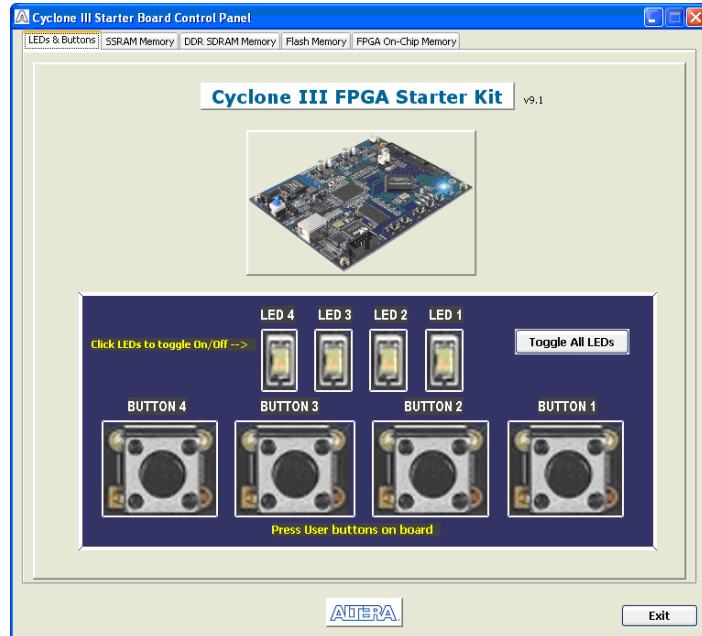 Cyclone III Starter Board Control Panel
LEDs & Buttons SSRAM Memory DDR SDRAM Memory Flash Memory FPGA On-Chip Memory
Cyclone III FPGA Starter Kit v9.1
LED 4 LED 3 LED 2 LED 1
Click LEDs to toggle On/Off --> Toggle All LEDs
BUTTON 4 BUTTON 3 BUTTON 2 BUTTON 1
Press User buttons on board
ALTERA.
Exit